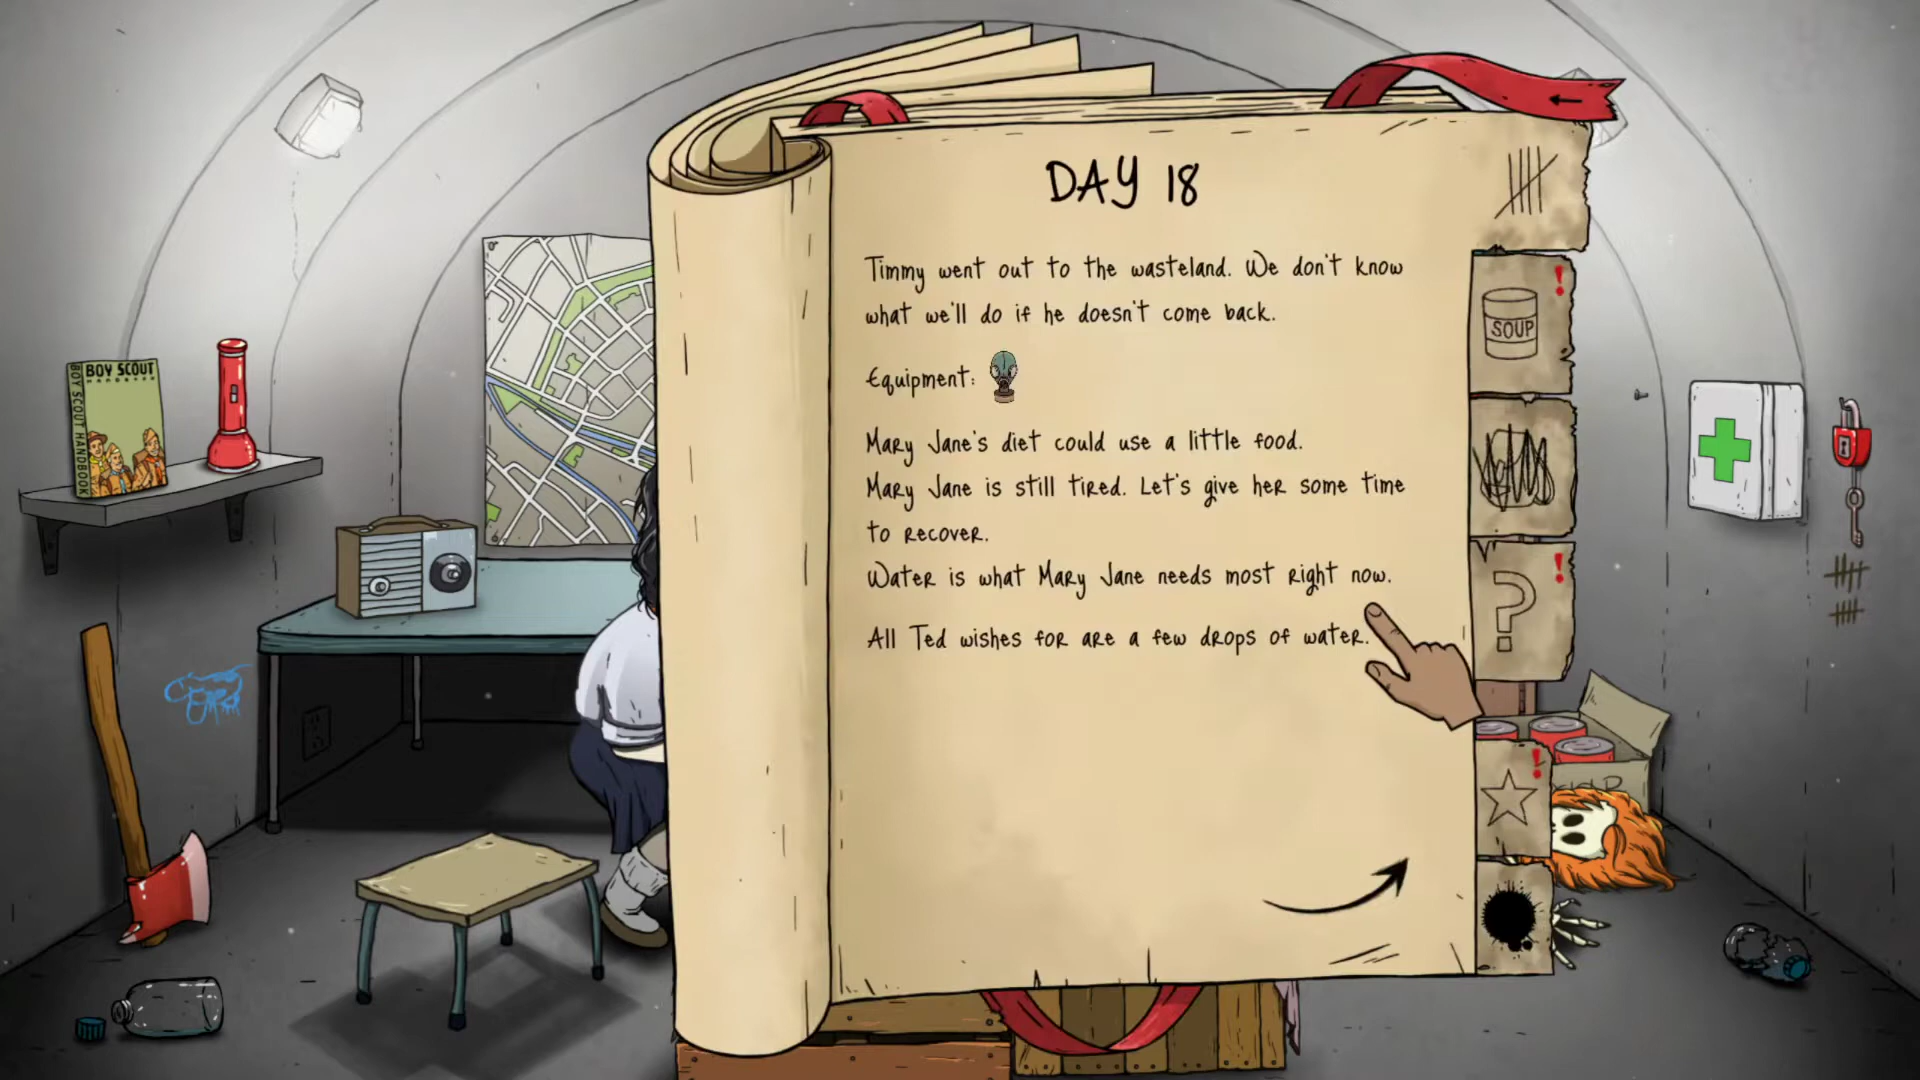 DAY 18
Timmy went out to the wasteland. We don't know
what we'll do if he doesn't come back.
Equipment:
Mary Jane's diet could use a little food.
Mary Jane is still tired. Let's give her some time
to recover.
Water is what Mary Jane needs most right now.
All Ted wishes for are a few drops of water.
SOUP
!
?
!
!
BOY SCOUT
HANDBOOK
BOY SCOUT HANDBOOK